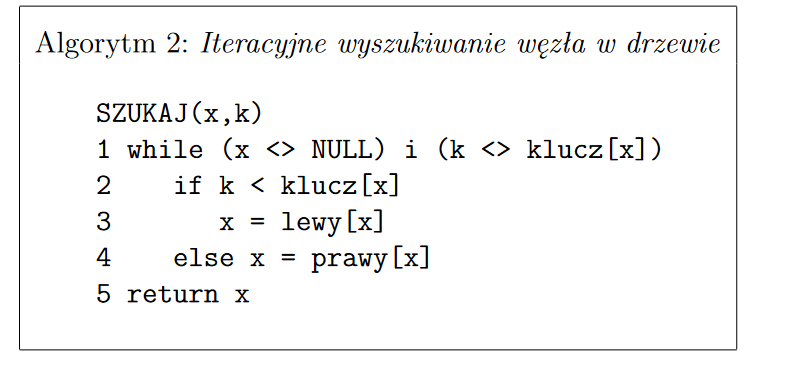 Algorytm 2: Iteracyjne wyszukiwanie węzła w drzewie
SZUKAJ(x,k)
1 while (x <> NULL) i (k <> klucz[x])
2    if k < klucz[x]
3       x = lewy[x]
4    else x = prawy[x]
5 return x